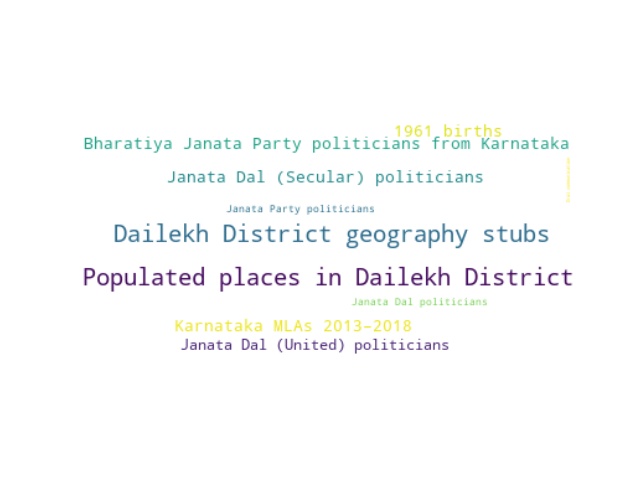 1961 births
Bharatiya Janata Party politicians from Karnataka
Janata Dal (Secular) politicians
Janata Party politicians
Dailekh District geography stubs
Populated places in Dailekh District
Janata Dal politicians
Karnataka MLAs 2013–2018
Janata Dal (United) politicians